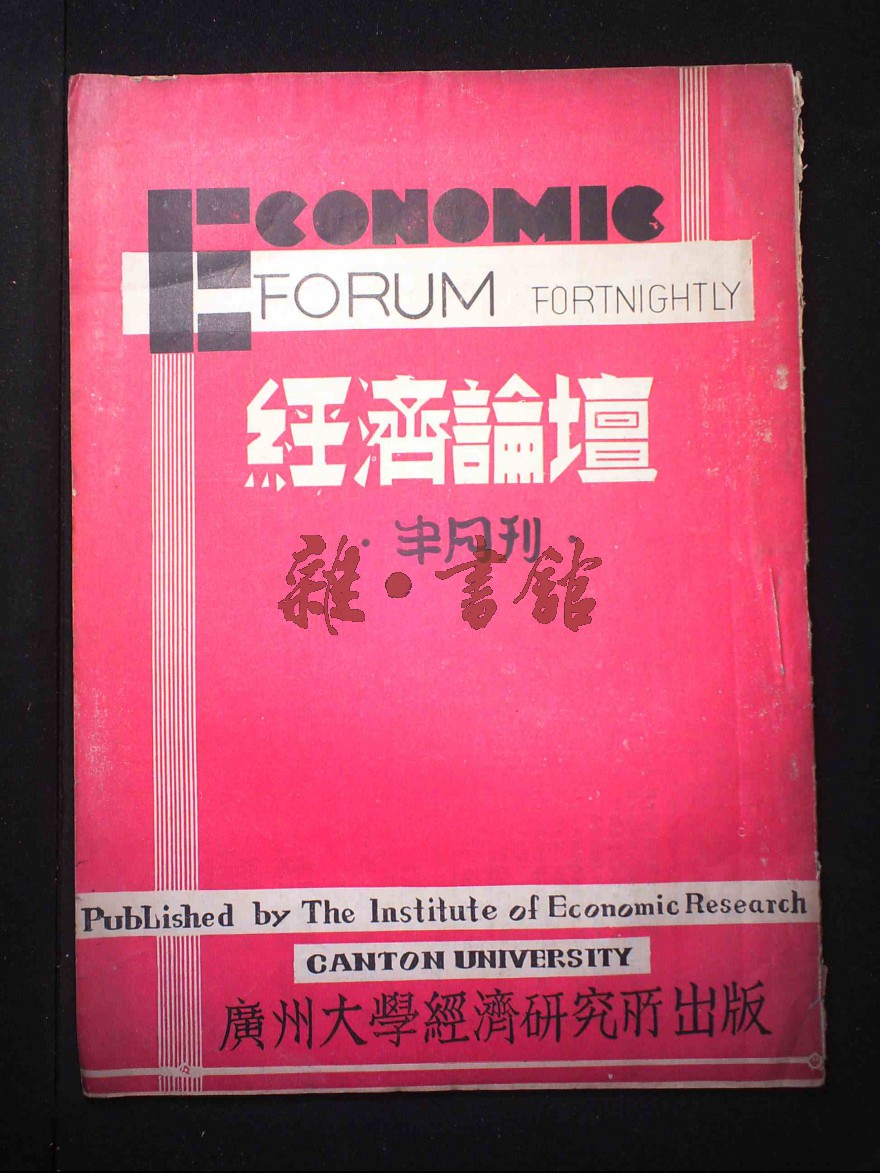 ECONOMIC
FORUM FORTNIGHTLY
經濟論壇
·半月刊·
雜·書館
Published by The Institute of Economic Research
CANTON UNIVERSITY
廣州大學經濟研究所出版